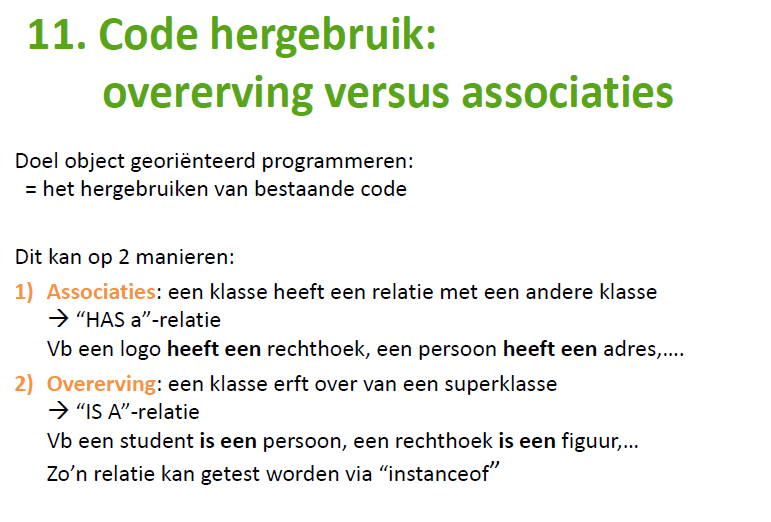 11. Code hergebruik:
overerving versus associaties
Doel object georiënteerd programmeren:
= het hergebruiken van bestaande code
Dit kan op 2 manieren:
1) Associaties: een klasse heeft een relatie met een andere klasse
→ “HAS a”-relatie
Vb een logo heeft een rechthoek, een persoon heeft een adres,....
2) Overerving: een klasse erft over van een superklasse
→ “IS A”-relatie
Vb een student is een persoon, een rechthoek is een figuur,...
Zo’n relatie kan getest worden via “instanceof”